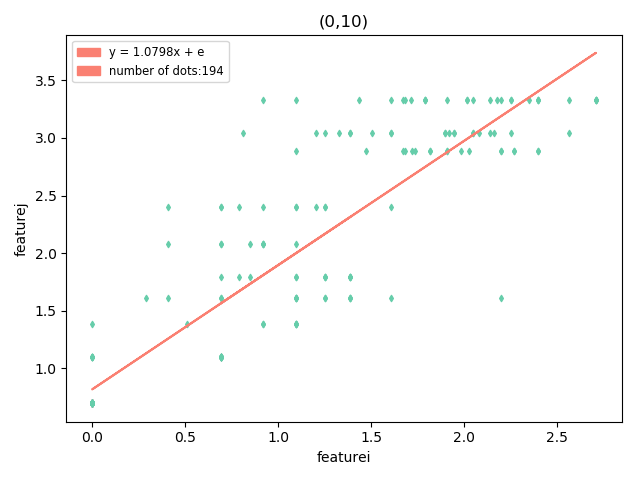 (0,10)
y = 1.0798x + e
number of dots:194
3.5
3.0
2.5
2.0
1.5
1.0
featurej
0.0 0.5 1.0 1.5 2.0 2.5
featurei